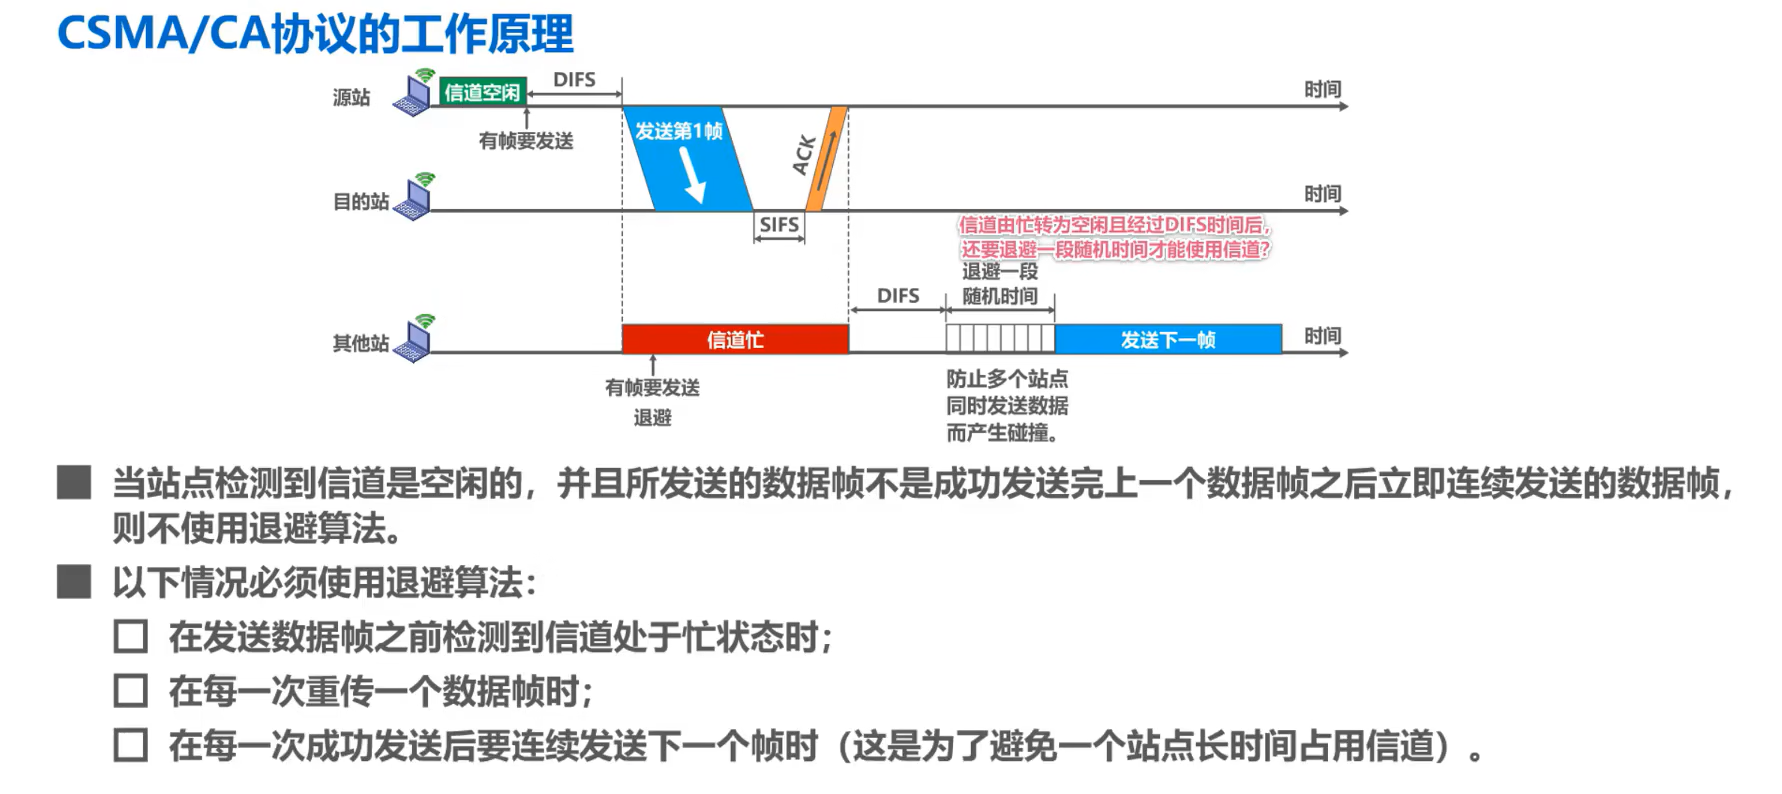 CSMA/CA协议的工作原理
DIFS
源站
信道空闲
时间
有帧要发送
发送第1帧
ACK
目的站
时间
SIFS
信道由忙转为空闲且经过DIFS时间后，
还要退避一段随机时间才能使用信道？
退避一段
随机时间
DIFS
其他站
信道忙
发送下一帧
时间
有帧要发送
退避
防止多个站点
同时发送数据
而产生碰撞。
当站点检测到信道是空闲的，并且所发送的数据帧不是成功发送完上一个数据帧之后立即连续发送的数据帧，
则不使用退避算法。
以下情况必须使用退避算法：
在发送数据帧之前检测到信道处于忙状态时；
在每一次重传一个数据帧时；
在每一次成功发送后要连续发送下一个帧时（这是为了避免一个站点长时间占用信道）。